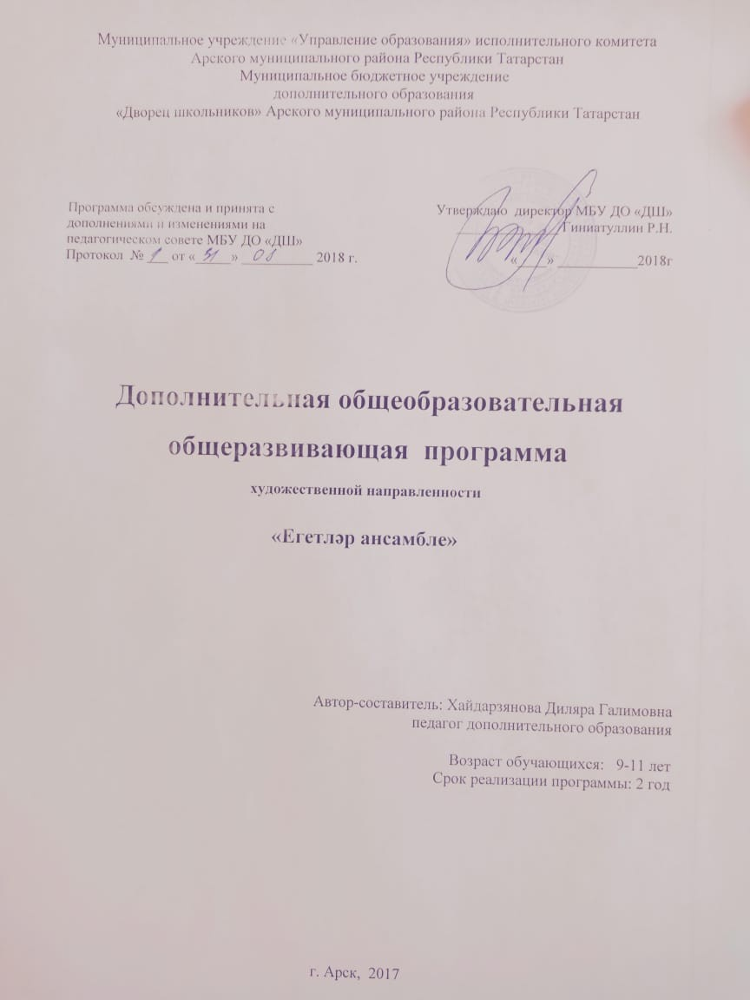 Муниципальное учреждение «Управление образования» исполнительного комитета
Арского муниципального района Республики Татарстан
Муниципальное бюджетное учреждение
дополнительного образования
«Дворец школьников» Арского муниципального района Республики Татарстан
Программа обсуждена и принята с
дополнениями и изменениями на
педагогическом совете МБУ ДО «ДШ»
Протокол № 1 от « 31 » 08 2018 г.
Утверждаю директор МБУ ДО «ДШ»
Гиниатуллин Р.Н.
«____» ___________2018г
Дополнительная общеобразовательная
общеразвивающая программа
художественной направленности
«Егетләр ансамбле»
Автор-составитель: Хайдарзянова Диляра Галимовна
педагог дополнительного образования
Возраст обучающихся: 9-11 лет
Срок реализации программы: 2 год
г. Арск, 2017